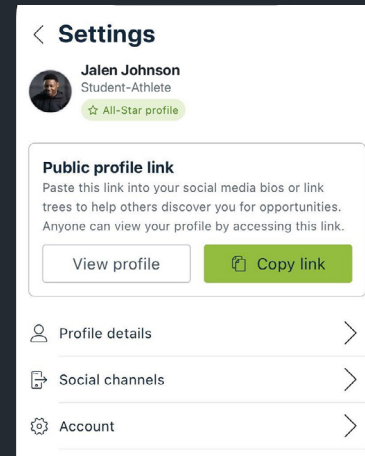 Settings
Jalen Johnson
Student-Athlete
All-Star profile
Public profile link
Paste this link into your social media bios or link
trees to help others discover you for opportunities.
Anyone can view your profile by accessing this link.
View profile
Copy link
Profile details
Social channels
Account